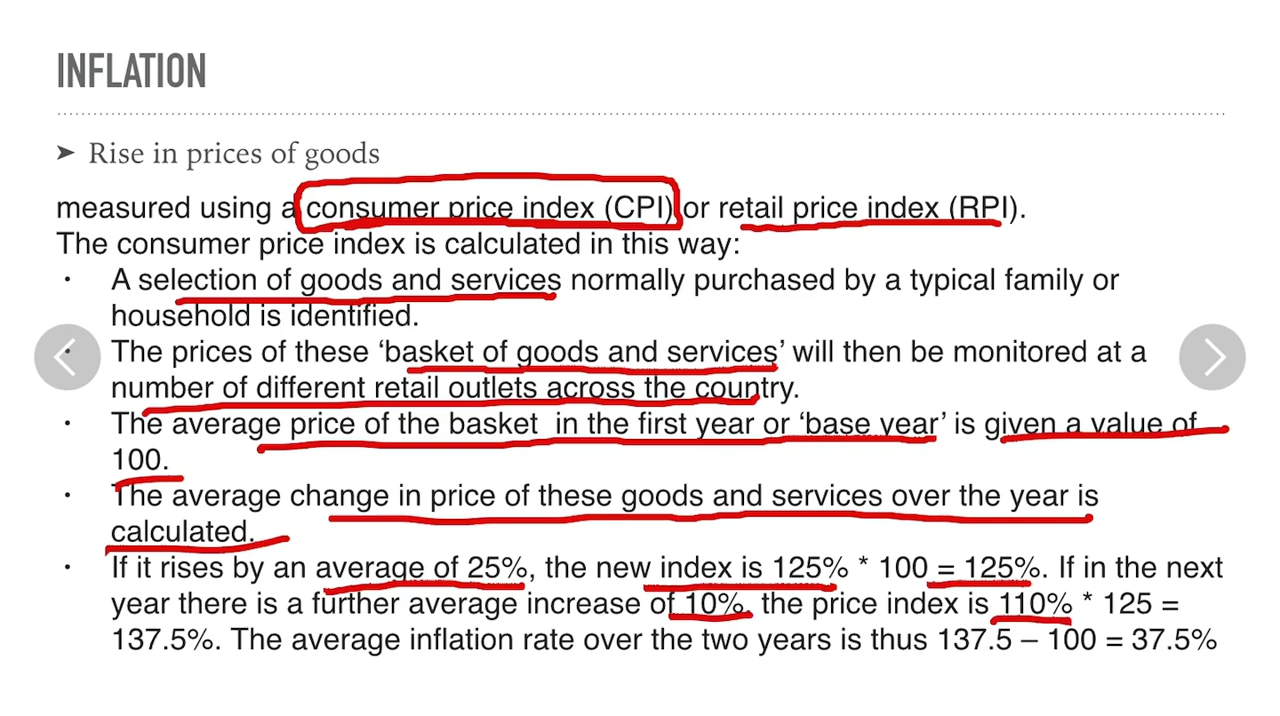 INFLATION
➤ Rise in prices of goods
measured using a consumer price index (CPI) or retail price index (RPI).
The consumer price index is calculated in this way:
· A selection of goods and services normally purchased by a typical family or
household is identified.
· The prices of these ‘basket of goods and services’ will then be monitored at a
number of different retail outlets across the country.
· The average price of the basket in the first year or ‘base year’ is given a value of
100.
· The average change in price of these goods and services over the year is
calculated.
· If it rises by an average of 25%, the new index is 125% * 100 = 125%. If in the next
year there is a further average increase of 10%, the price index is 110% * 125 =
137.5%. The average inflation rate over the two years is thus 137.5 – 100 = 37.5%